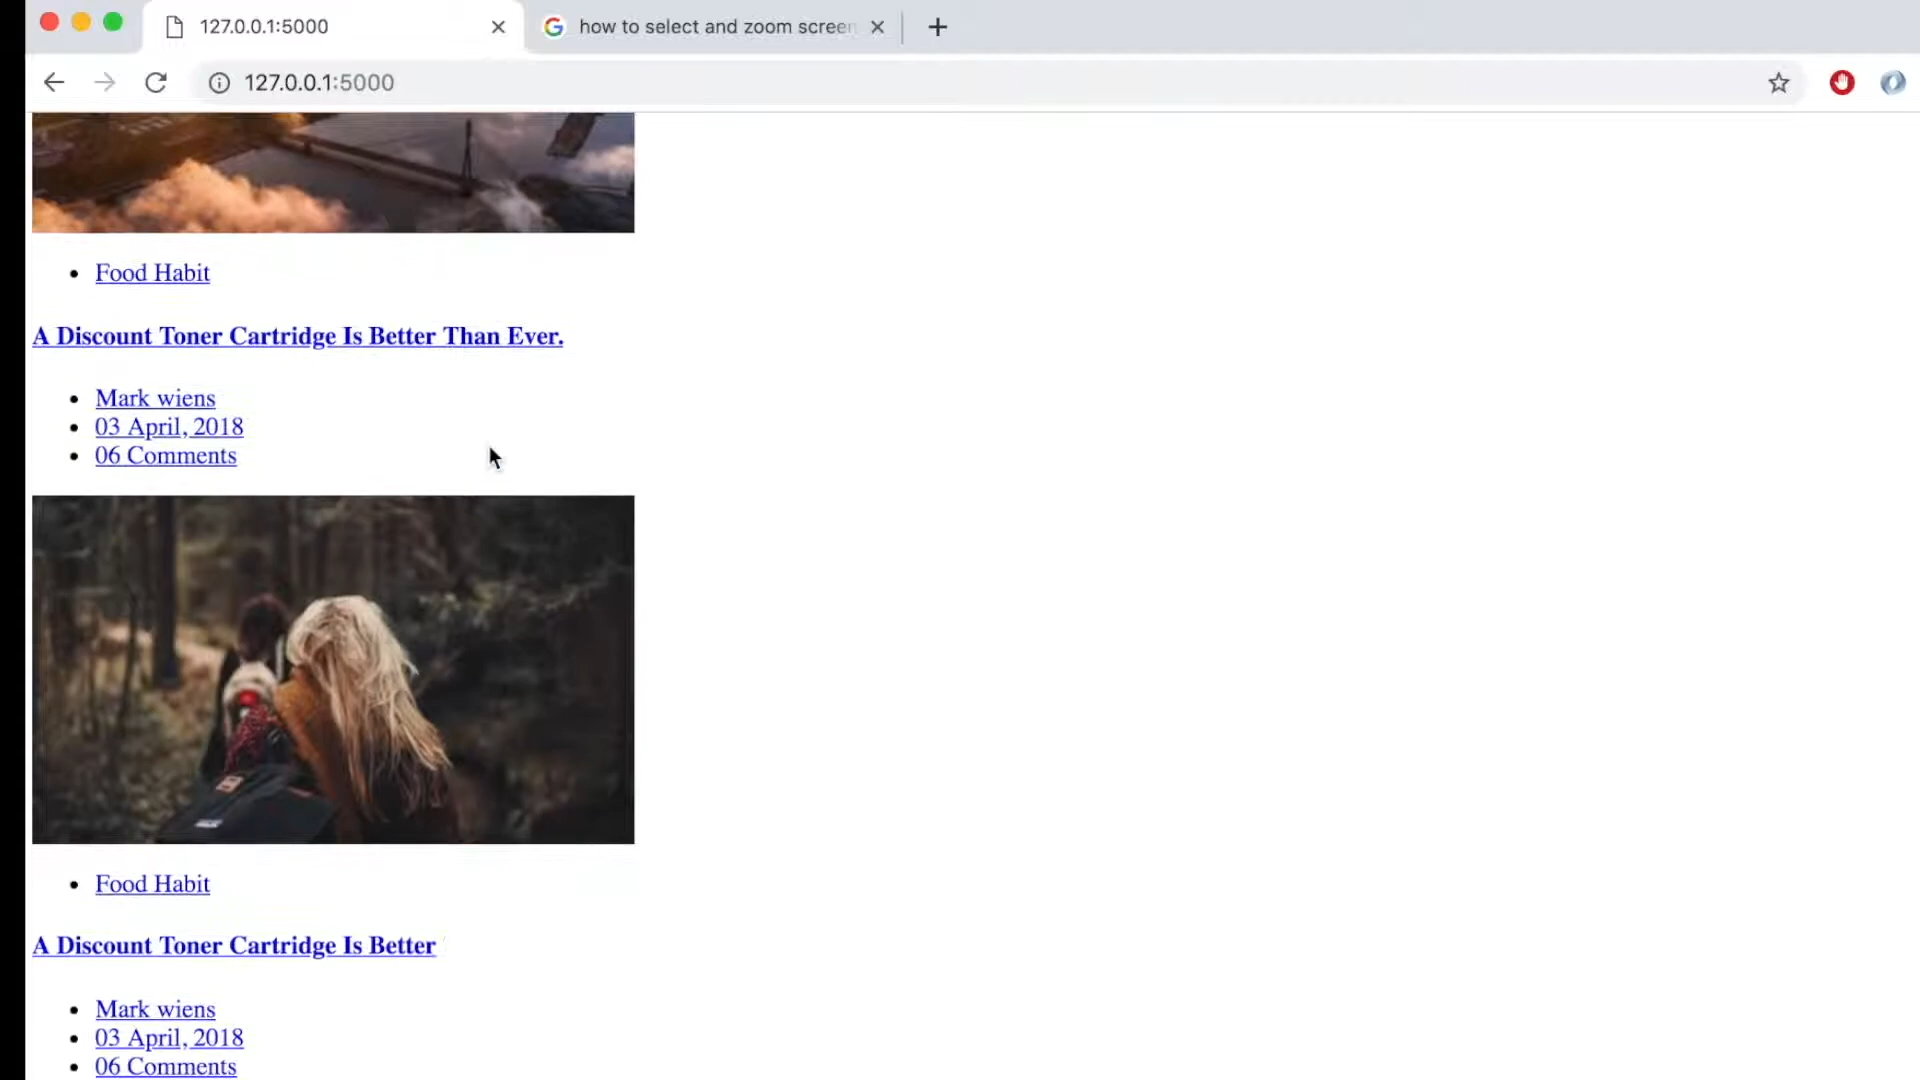 127.0.0.1:5000
how to select and zoom screen
127.0.0.1:5000
Food Habit
A Discount Toner Cartridge Is Better Than Ever.
Mark wiens
03 April, 2018
06 Comments
Food Habit
A Discount Toner Cartridge Is Better
Mark wiens
03 April, 2018
06 Comments